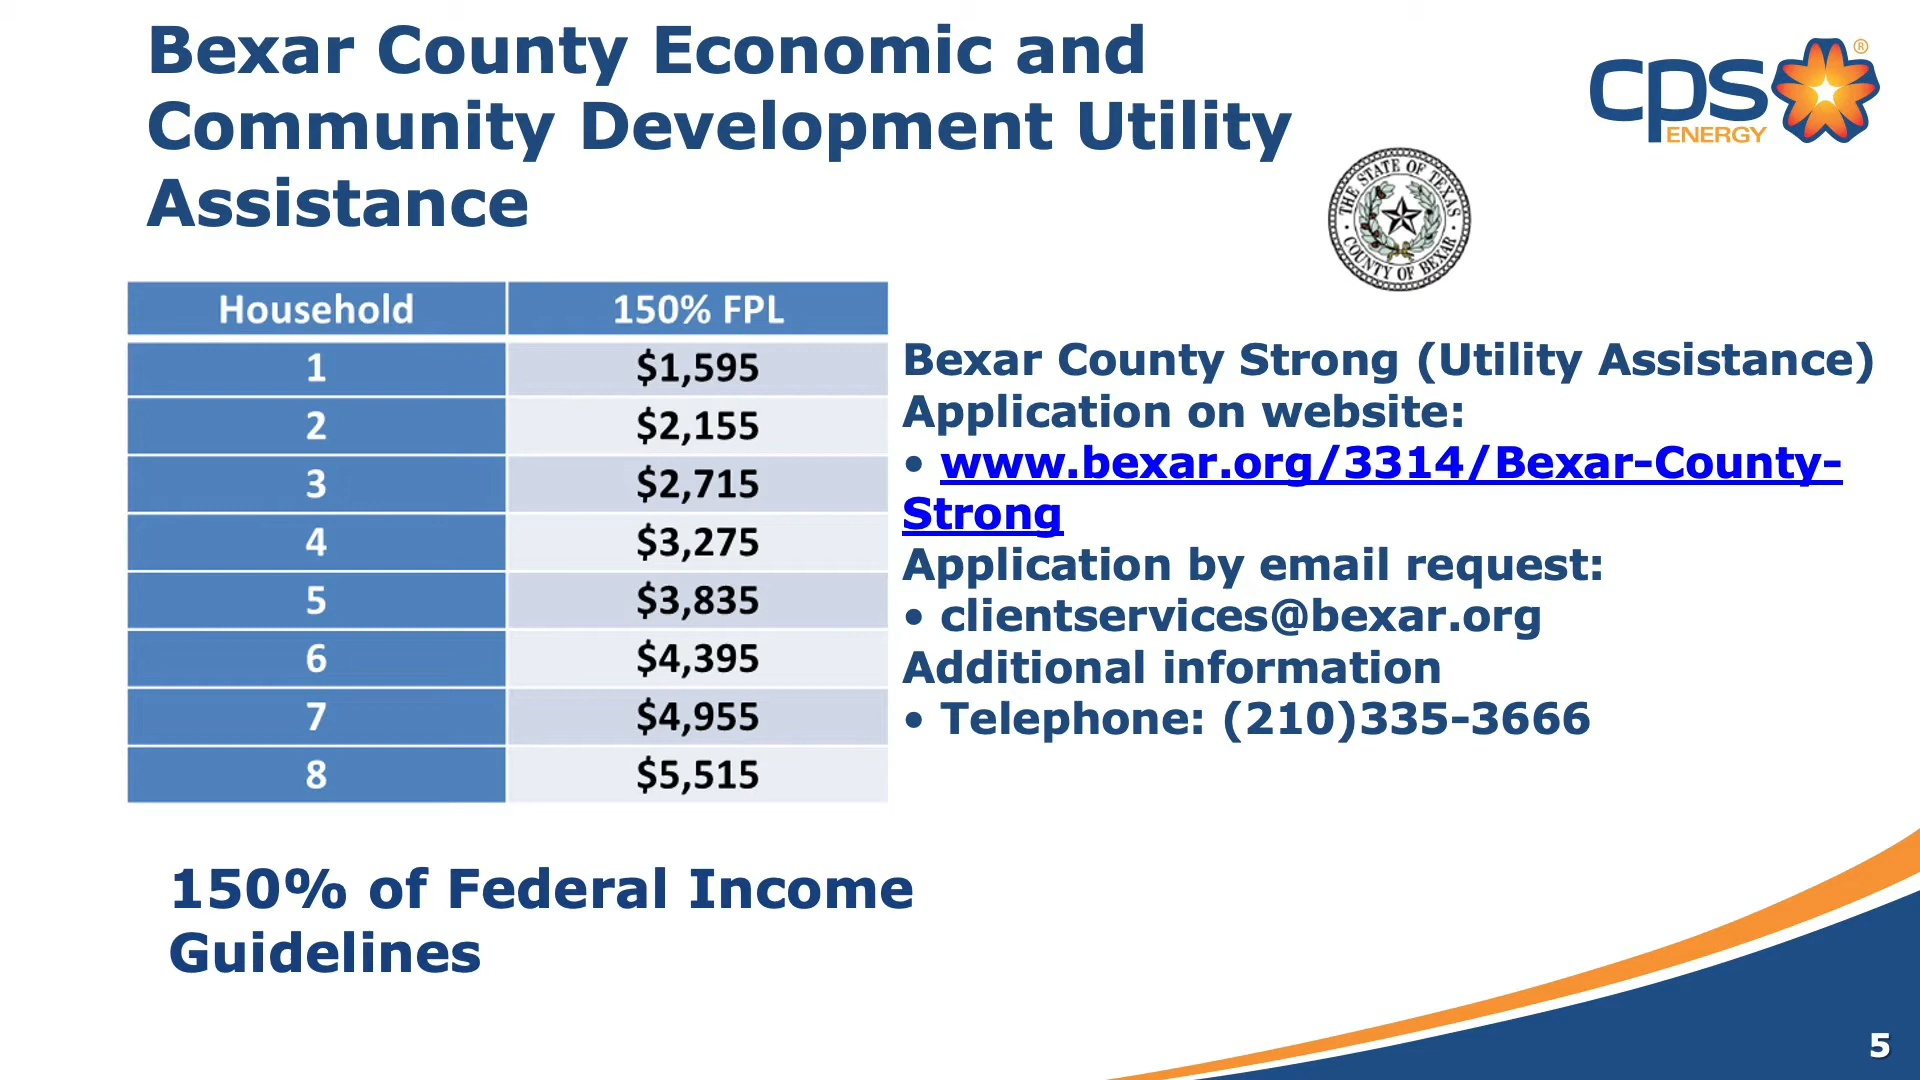 Bexar County Economic and
Community Development Utility
Assistance
cps®
ENERGY
THE STATE OF TEXAS
COUNTY OF BEXAR
Household 150% FPL
1 $1,595
2 $2,155
3 $2,715
4 $3,275
5 $3,835
6 $4,395
7 $4,955
8 $5,515
Bexar County Strong (Utility Assistance)
Application on website:
• www.bexar.org/3314/Bexar-County-
Strong
Application by email request:
• clientservices@bexar.org
Additional information
• Telephone: (210)335-3666
150% of Federal Income
Guidelines
5